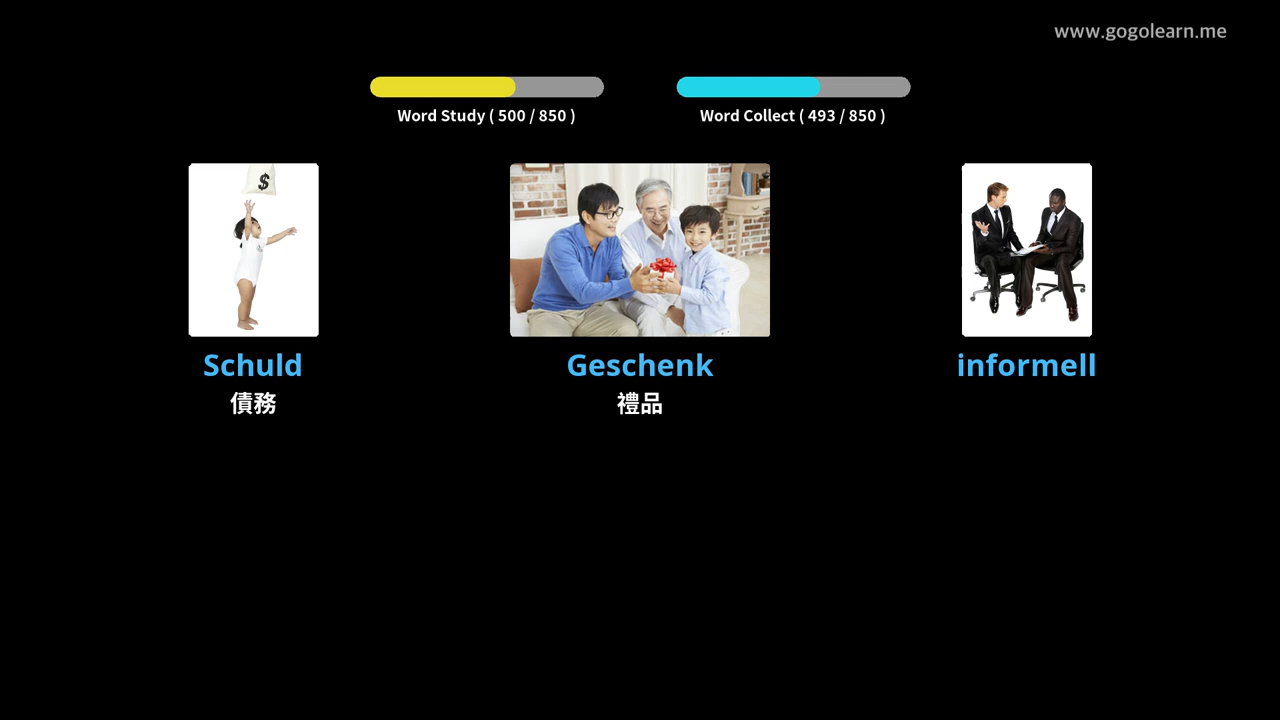 www.gogolearn.me
Word Study ( 500 / 850 )
Word Collect ( 493 / 850 )
$
Schuld
Geschenk
informell
債務
禮品